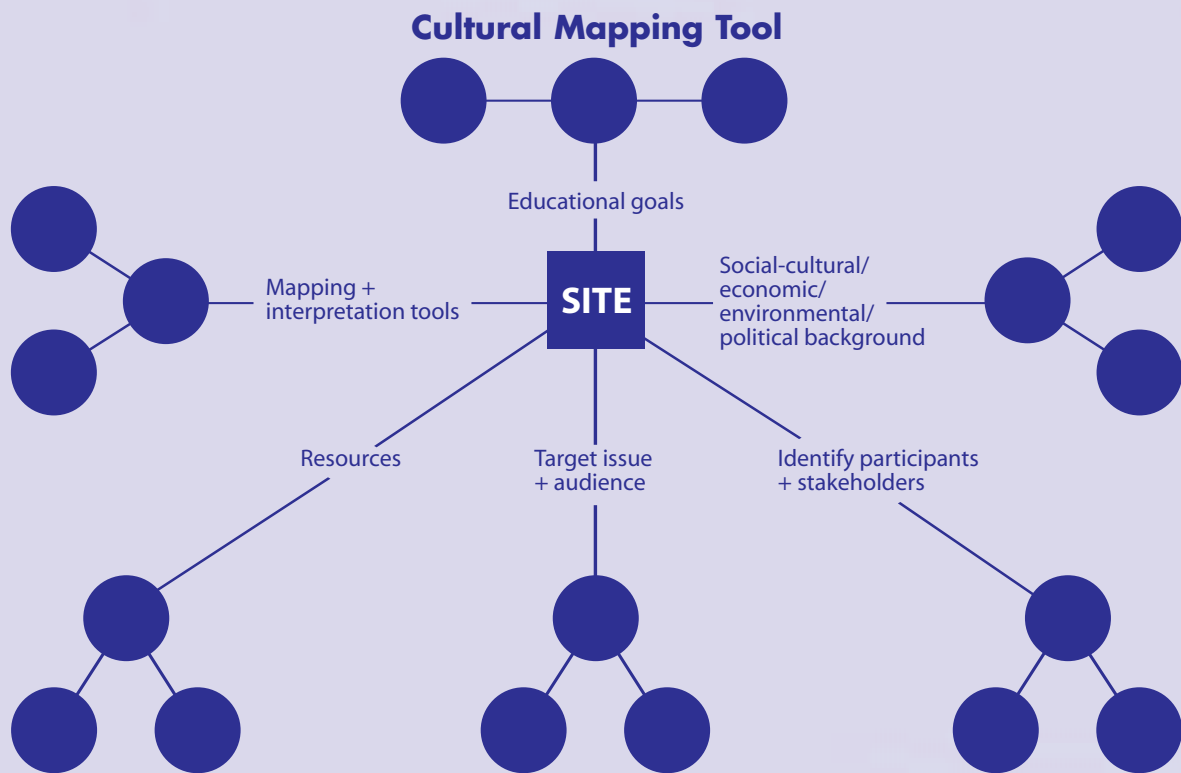 Cultural Mapping Tool
Educational goals
Mapping +
interpretation tools
SITE
Social-cultural/
economic/
environmental/
political background
Resources
Target issue
+ audience
Identify participants
+ stakeholders